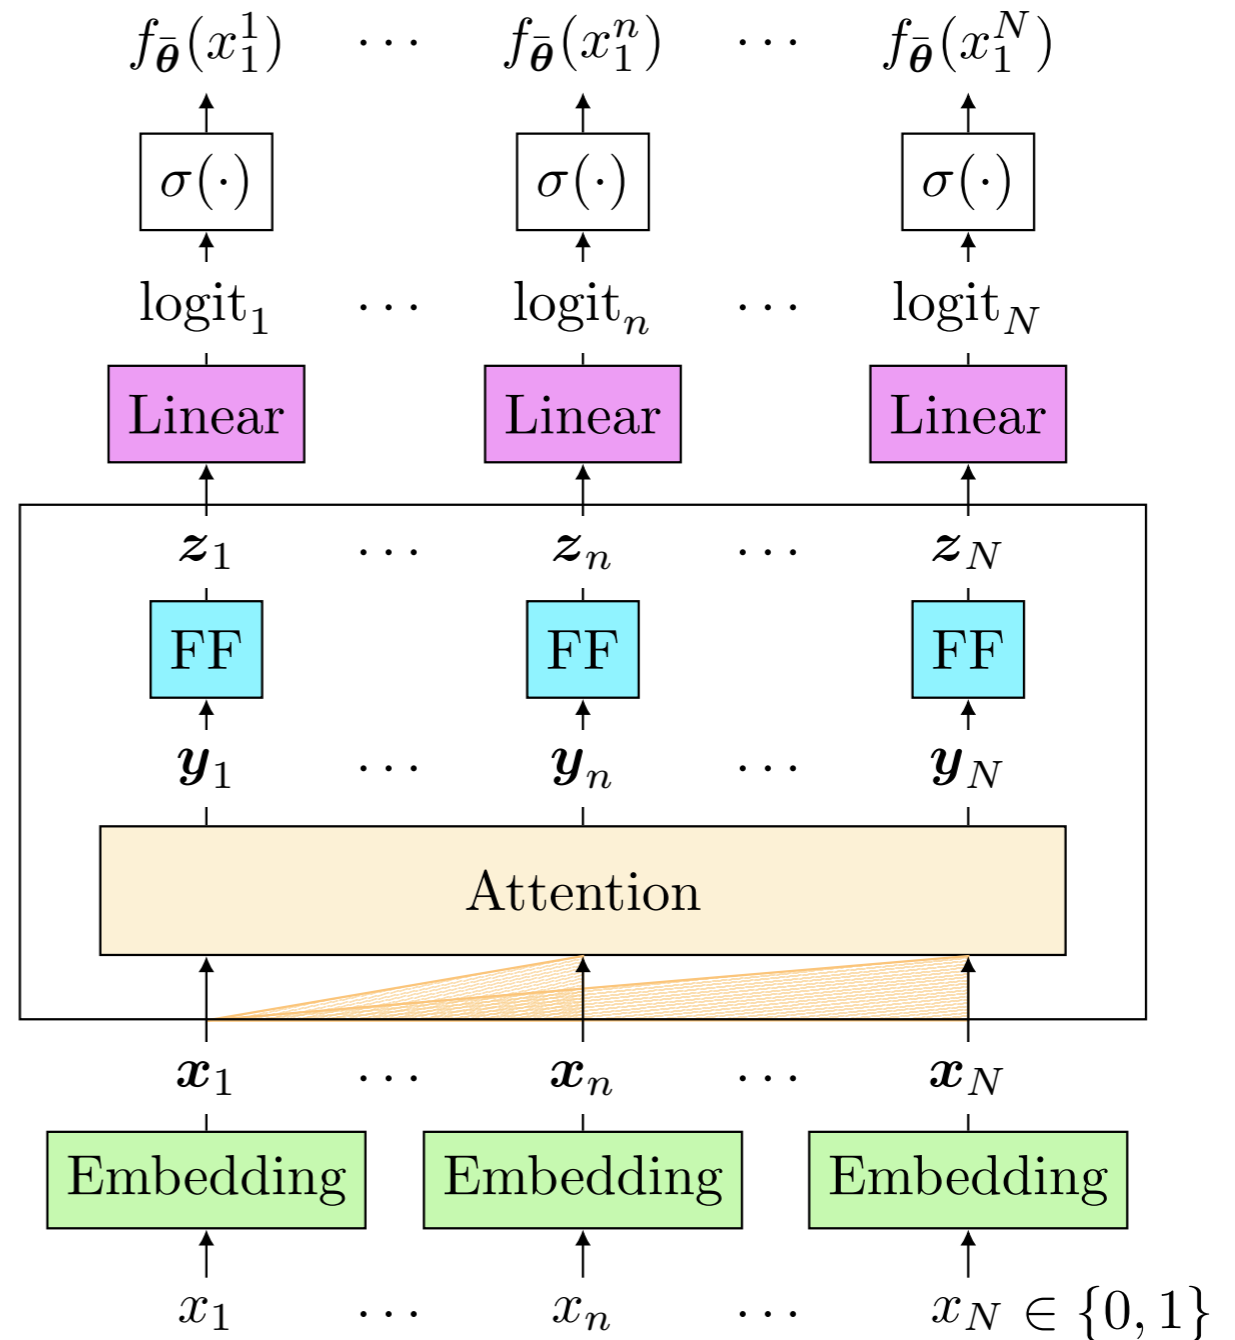 f_θ̄(x_1^1) ··· f_θ̄(x_1^n) ··· f_θ̄(x_1^N)
σ(·) σ(·) σ(·)
logit_1 ··· logit_n ··· logit_N
Linear Linear Linear
z_1 ··· z_n ··· z_N
FF FF FF
y_1 ··· y_n ··· y_N
Attention
x_1 ··· x_n ··· x_N
Embedding Embedding Embedding
x_1 ··· x_n ··· x_N ∈ {0, 1}